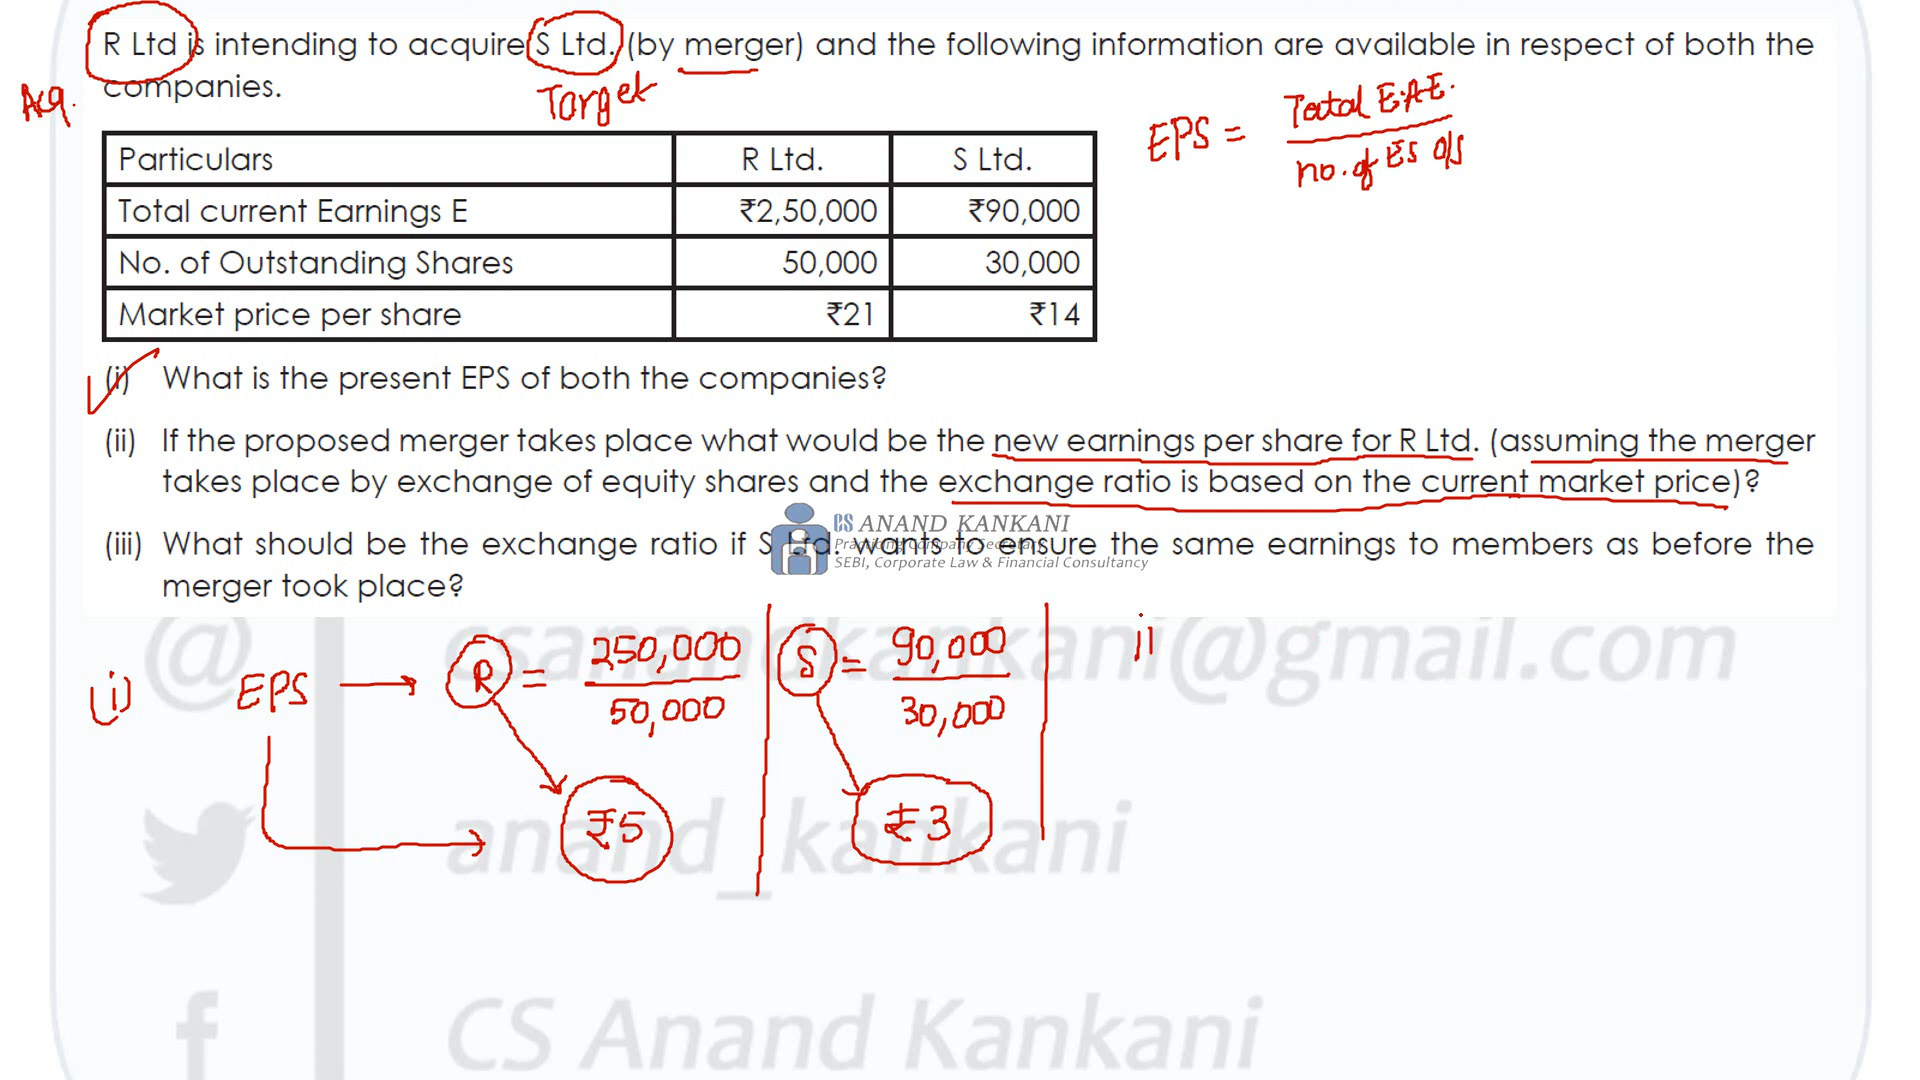 R Ltd is intending to acquire S Ltd. (by merger) and the following information are available in respect of both the
companies.
Acq.
Target
EPS = Total E.A.E. / no. of ES O/S
Particulars R Ltd. S Ltd.
Total current Earnings E ₹2,50,000 ₹90,000
No. of Outstanding Shares 50,000 30,000
Market price per share ₹21 ₹14
(i) What is the present EPS of both the companies?
(ii) If the proposed merger takes place what would be the new earnings per share for R Ltd. (assuming the merger
takes place by exchange of equity shares and the exchange ratio is based on the current market price)?
CS ANAND KANKANI
Practising Company Secretary
SEBI, Corporate Law & Financial Consultancy
(iii) What should be the exchange ratio if S Ltd. wants to ensure the same earnings to members as before the
merger took place?
(i) EPS → R = 250,000 / 50,000
S = 90,000 / 30,000
ii
₹5
₹3
@ csanandkankani@gmail.com
anand_kankani
f CS Anand Kankani